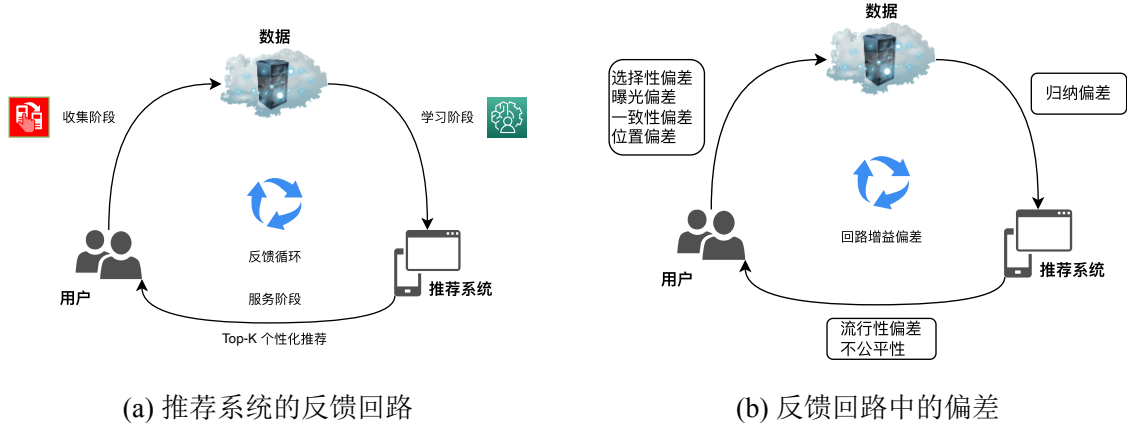 数据
收集阶段
学习阶段
反馈循环
用户
服务阶段
推荐系统
Top-K 个性化推荐
(a) 推荐系统的反馈回路
数据
选择性偏差
曝光偏差
一致性偏差
位置偏差
归纳偏差
回路增益偏差
用户
推荐系统
流行性偏差
不公平性
(b) 反馈回路中的偏差